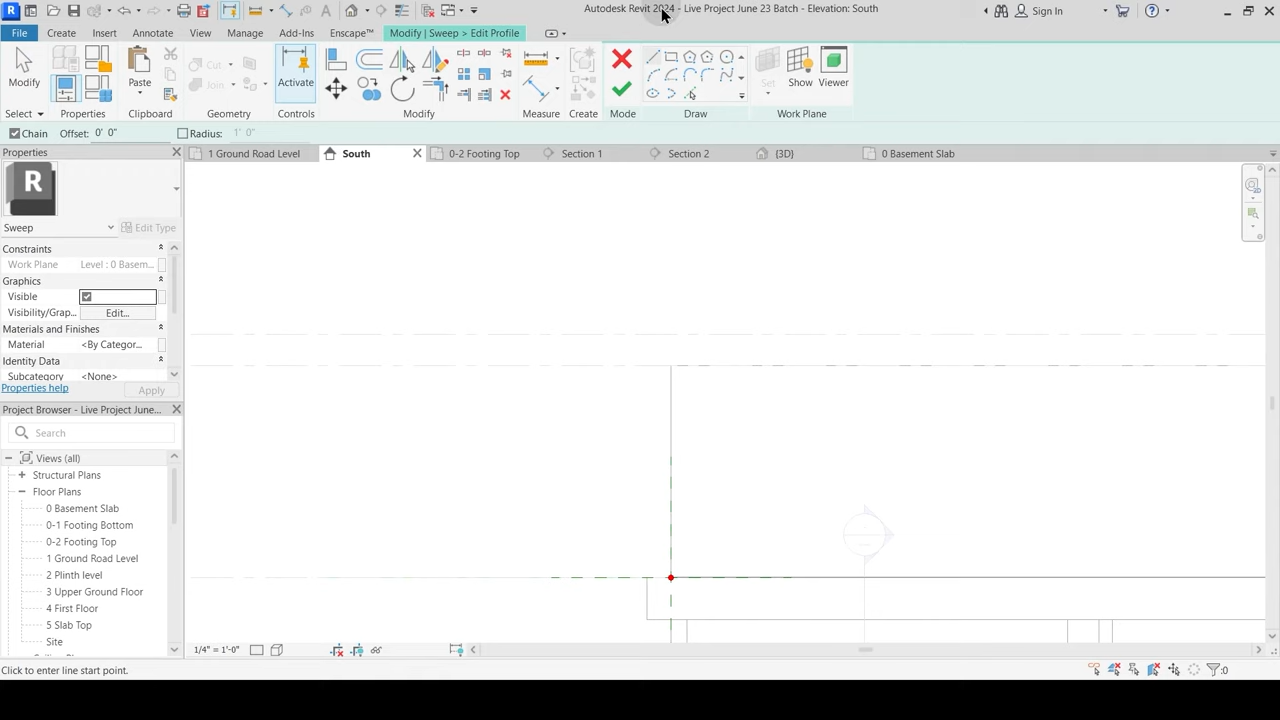 Autodesk Revit 2024 - Live Project June 23 Batch - Elevation: South
Sign In
File Create Insert Annotate View Manage Add-Ins Enscape™ Modify | Sweep > Edit Profile
Modify Paste Cut Join Activate Set Show Viewer
Select Properties Clipboard Geometry Controls Modify Measure Create Mode Draw Work Plane
Chain Offset: 0' 0" Radius: 1' 0"
Properties
1 Ground Road Level South 0-2 Footing Top Section 1 Section 2 {3D} 0 Basement Slab
R
Sweep Edit Type
Constraints
Work Plane Level : 0 Basem...
Graphics
Visible
Visibility/Grap... Edit...
Materials and Finishes
Material <By Categor...
Identity Data
Subcategory <None>
Properties help Apply
Project Browser - Live Project June...
Search
Views (all)
Structural Plans
Floor Plans
0 Basement Slab
0-1 Footing Bottom
0-2 Footing Top
1 Ground Road Level
2 Plinth level
3 Upper Ground Floor
4 First Floor
5 Slab Top
Site
1/4" = 1'-0"
Click to enter line start point.
:0